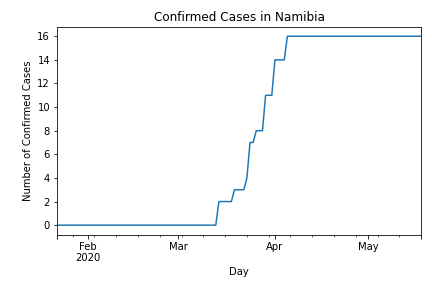 Confirmed Cases in Namibia
16
14
12
10
8
6
4
2
0
Number of Confirmed Cases
Feb
2020
Mar
Apr
May
Day